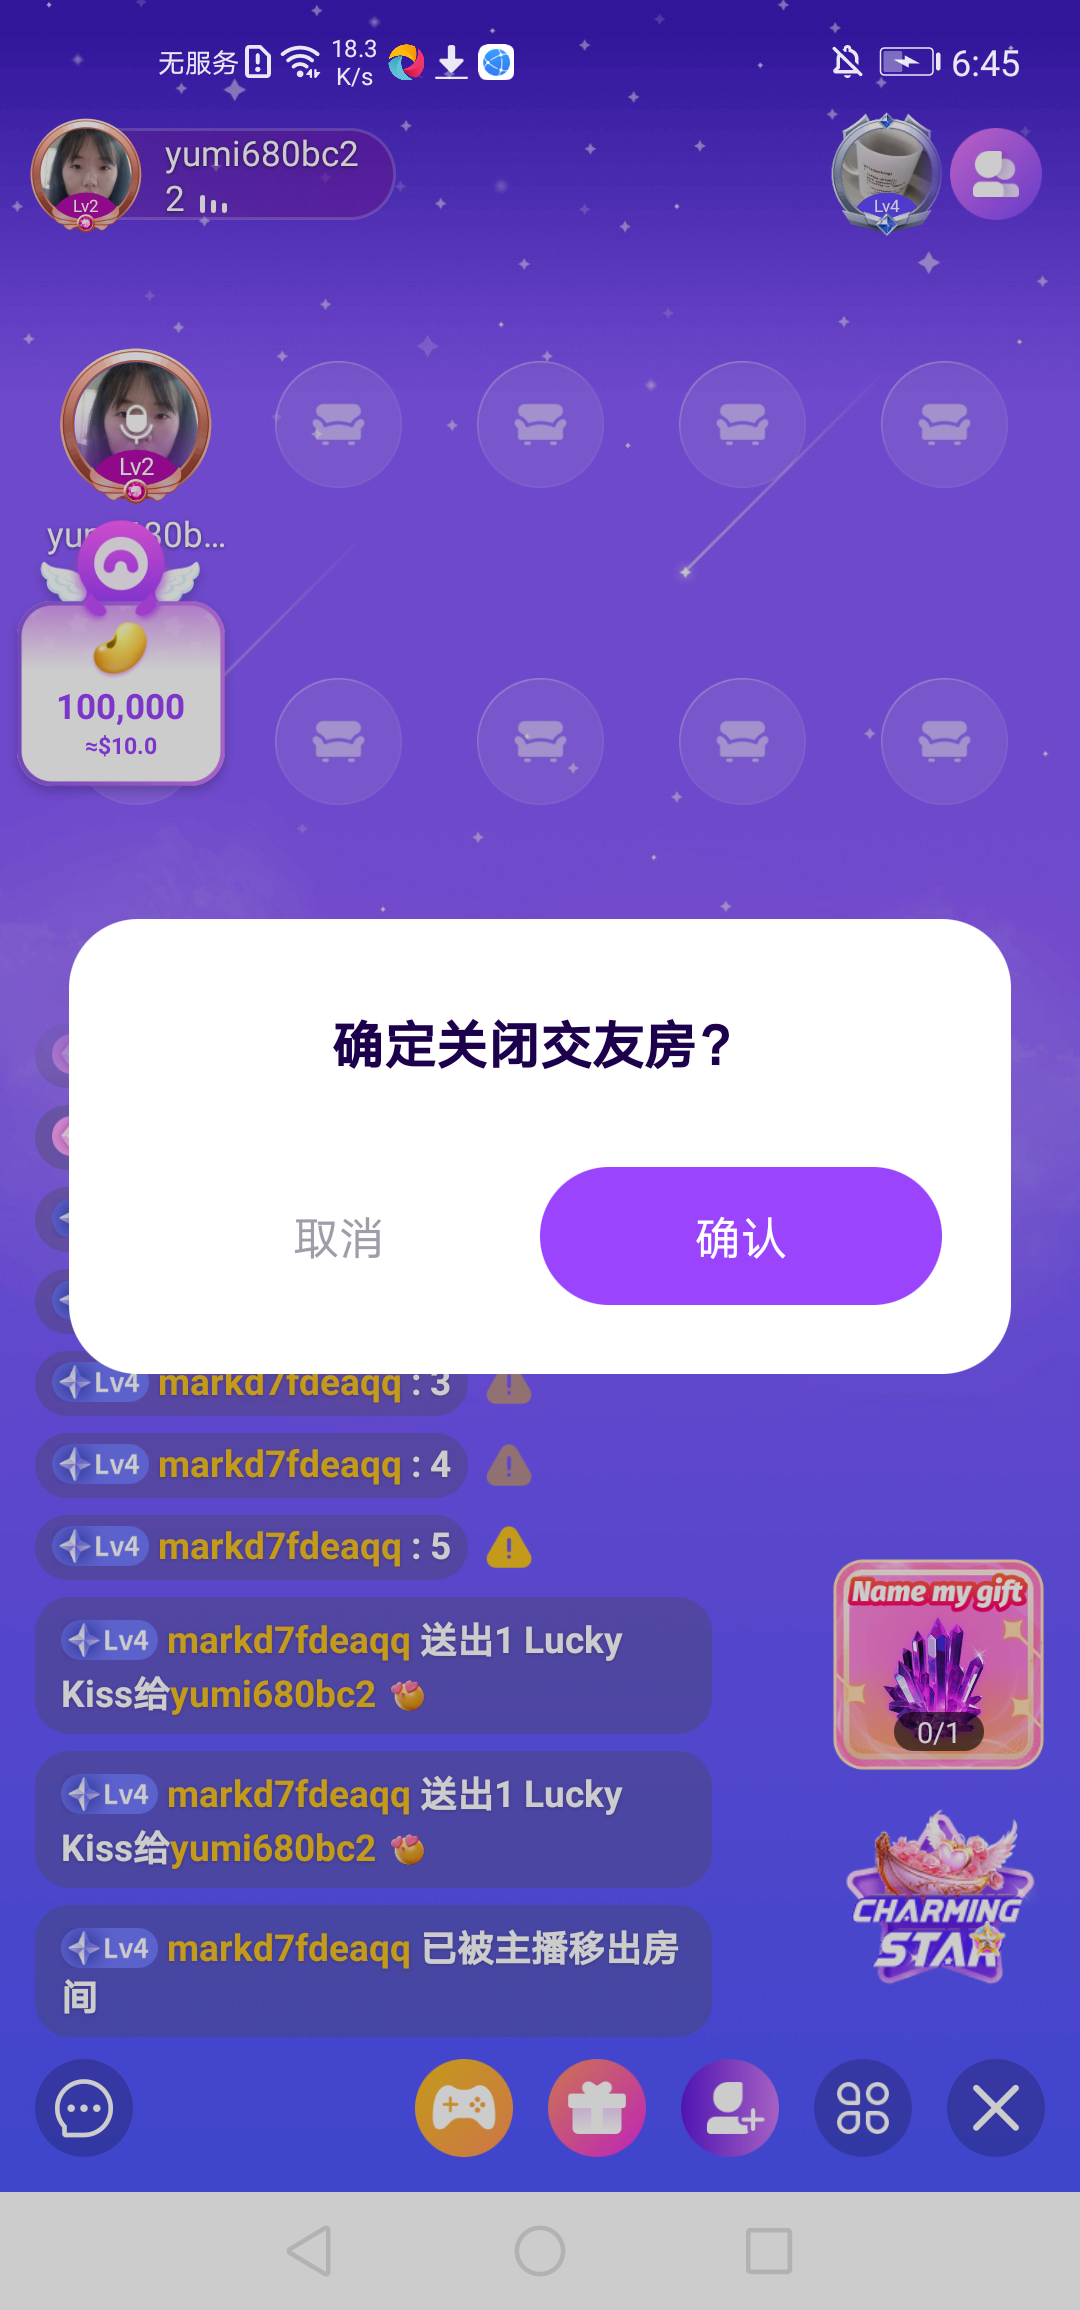 无服务
18.3
K/s
6:45
yumi680bc2
2
Lv2
Lv4
Lv2
100,000
≈$10.0
确定关闭交友房？
取消
确认
Lv4 markd7fdeaqq : 3
Lv4 markd7fdeaqq : 4
Lv4 markd7fdeaqq : 5
Lv4 markd7fdeaqq 送出1 Lucky
Kiss给yumi680bc2
Lv4 markd7fdeaqq 送出1 Lucky
Kiss给yumi680bc2
Lv4 markd7fdeaqq 已被主播移出房
间
Name my gift
0/1
CHARMING
STAR